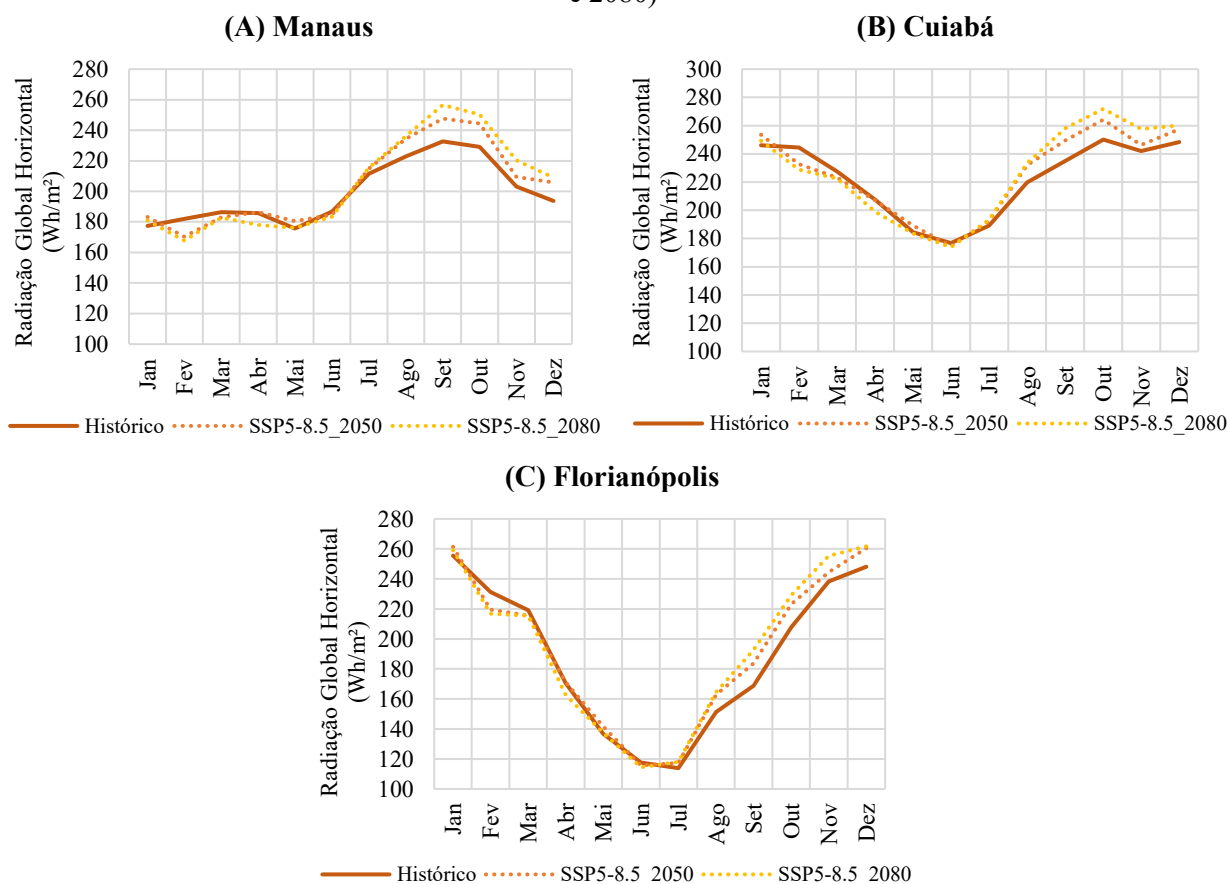 e 2080)
(A) Manaus
Radiação Global Horizontal
(Wh/m²)
280
260
240
220
200
180
160
140
120
100
Jan
Fev
Mar
Abr
Mai
Jun
Jul
Ago
Set
Out
Nov
Dez
Histórico SSP5-8.5_2050 SSP5-8.5_2080
(B) Cuiabá
Radiação Global Horizontal
(Wh/m²)
300
280
260
240
220
200
180
160
140
120
100
Jan
Fev
Mar
Abr
Mai
Jun
Jul
Ago
Set
Out
Nov
Dez
Histórico SSP5-8.5_2050 SSP5-8.5_2080
(C) Florianópolis
Radiação Global Horizontal
(Wh/m²)
280
260
240
220
200
180
160
140
120
100
Jan
Fev
Mar
Abr
Mai
Jun
Jul
Ago
Set
Out
Nov
Dez
Histórico SSP5-8.5_2050 SSP5-8.5_2080